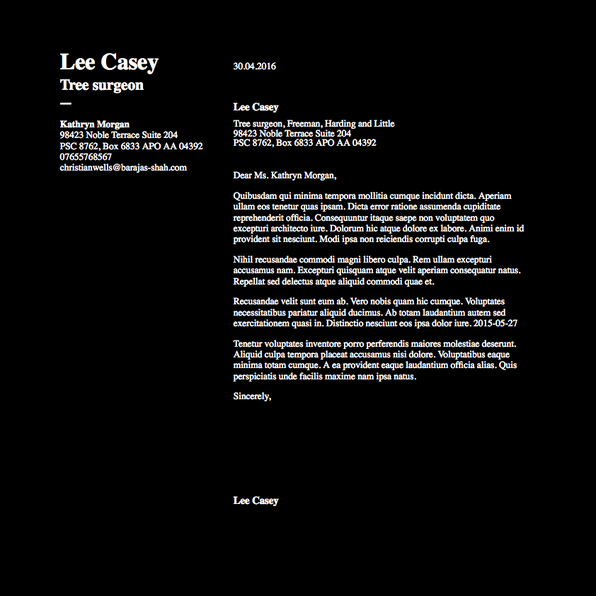 Lee Casey
Tree surgeon
—
Kathryn Morgan
98423 Noble Terrace Suite 204
PSC 8762, Box 6833 APO AA 04392
07655768567
christianwells@barajas-shah.com
30.04.2016
Lee Casey
Tree surgeon, Freeman, Harding and Little
98423 Noble Terrace Suite 204
PSC 8762, Box 6833 APO AA 04392
Dear Ms. Kathryn Morgan,
Quibusdam qui minima tempora mollitia cumque incidunt dicta. Aperiam
ullam eos tenetur quas ipsam. Dicta error ratione assumenda cupiditate
reprehenderit officia. Consequuntur itaque saepe non voluptatem quo
excepturi architecto iure. Dolorum hic atque dolore ex labore. Animi enim id
provident sit nesciunt. Modi ipsa non reiciendis corrupti culpa fuga.
Nihil recusandae commodi magni libero culpa. Rem ullam excepturi
accusamus nam. Excepturi quisquam atque velit aperiam consequatur natus.
Repellat sed delectus atque aliquid commodi quae et.
Recusandae velit sunt eum ab. Vero nobis quam hic cumque. Voluptates
necessitatibus pariatur aliquid ducimus. Ab totam laudantium autem sed
exercitationem quasi in. Distinctio nesciunt eos ipsa dolor iure. 2015-05-27
Tenetur voluptates inventore porro perferendis maiores molestiae deserunt.
Aliquid culpa tempora placeat accusamus nisi dolore. Voluptatibus eaque
minima totam cumque. A ea provident eaque laudantium officia alias. Quis
perspiciatis unde facilis maxime nam ipsa natus.
Sincerely,
Lee Casey